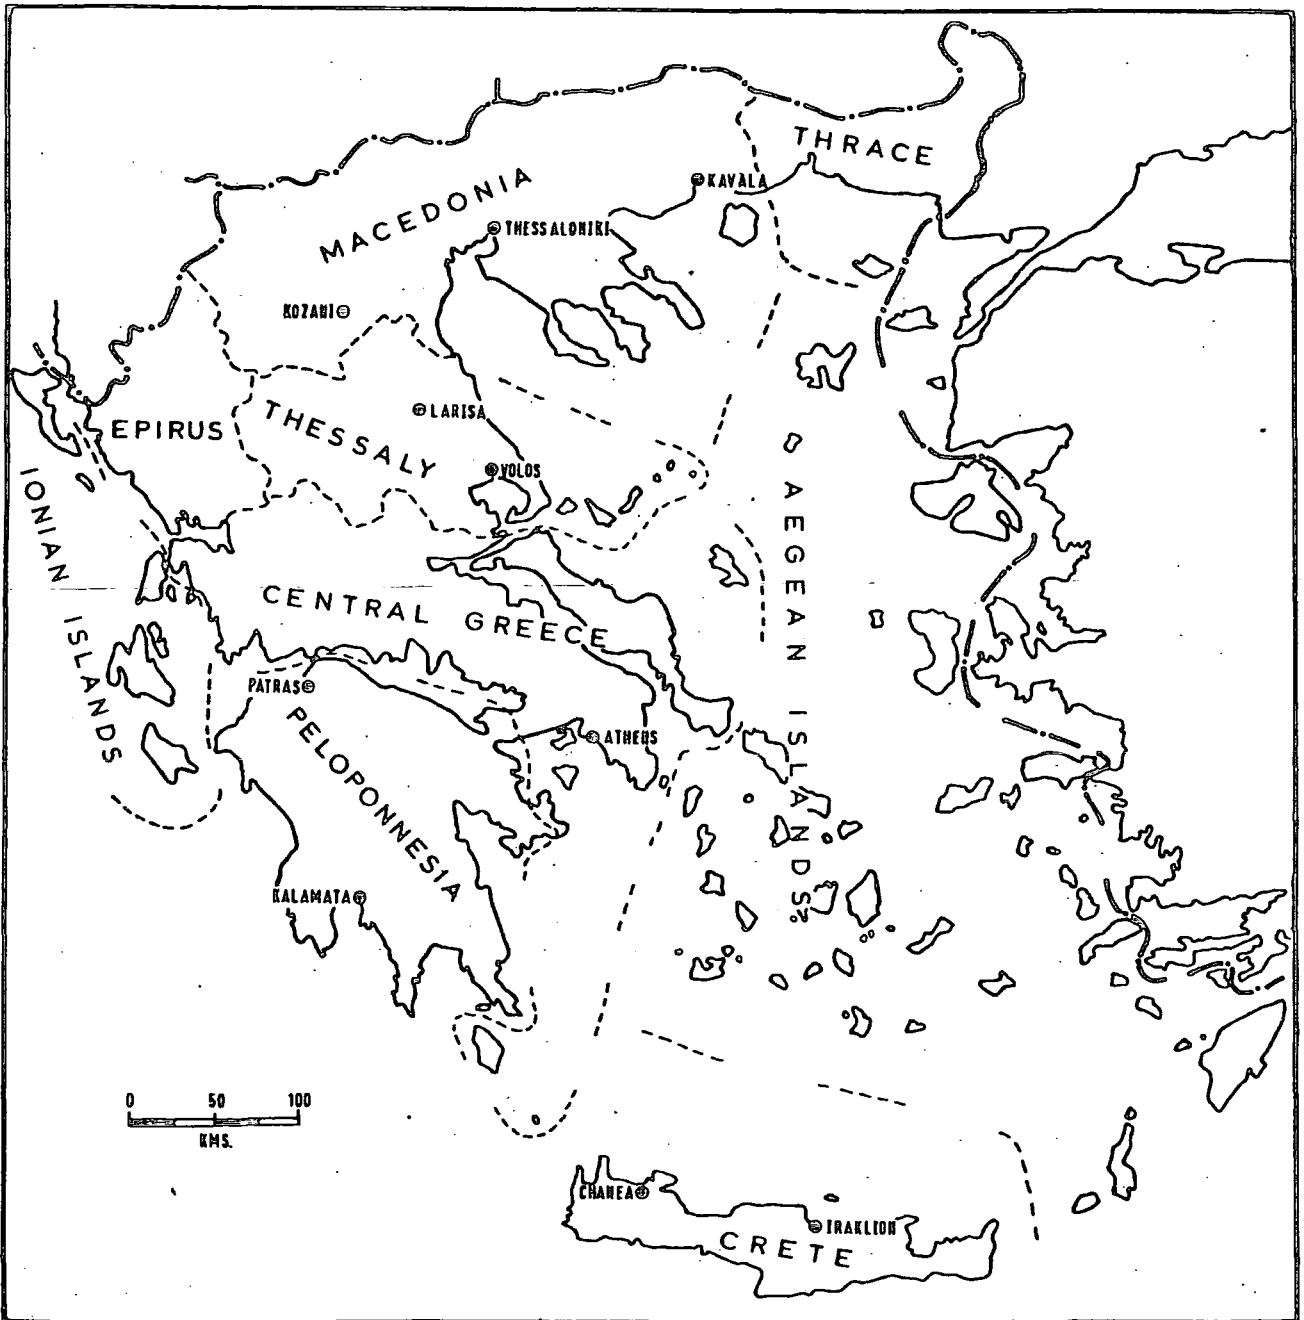 THRACE
KAVALA
MACEDONIA
THESSALONIKI
KOZANI
EPIRUS
THESSALY
LARISA
VOLOS
IONIAN ISLANDS
AEGEAN ISLANDS
CENTRAL GREECE
PATRAS
ATHENS
PELOPONNESIA
KALAMATA
0 50 100
KMS.
CHANEA
IRAKLION
CRETE